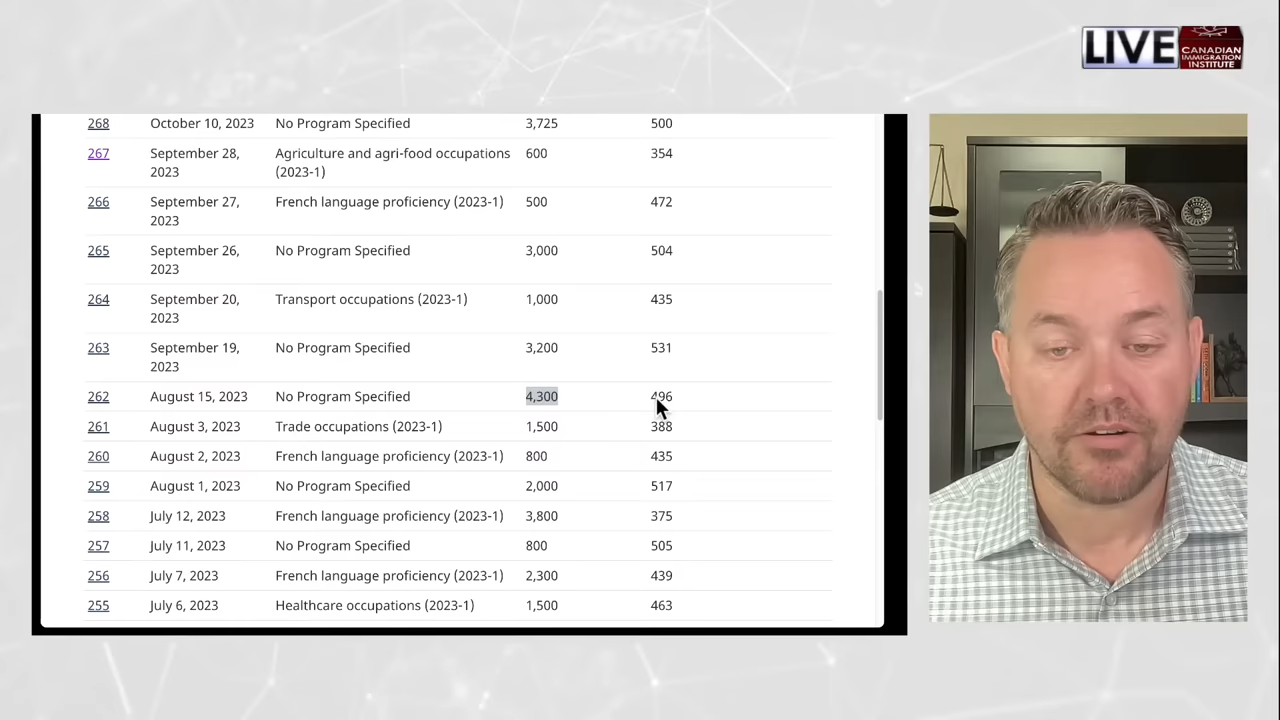 LIVE
CANADIAN
IMMIGRATION
INSTITUTE
268 October 10, 2023 No Program Specified 3,725 500
267 September 28, Agriculture and agri-food occupations 600 354
2023 (2023-1)
266 September 27, French language proficiency (2023-1) 500 472
2023
265 September 26, No Program Specified 3,000 504
2023
264 September 20, Transport occupations (2023-1) 1,000 435
2023
263 September 19, No Program Specified 3,200 531
2023
262 August 15, 2023 No Program Specified 4,300 496
261 August 3, 2023 Trade occupations (2023-1) 1,500 388
260 August 2, 2023 French language proficiency (2023-1) 800 435
259 August 1, 2023 No Program Specified 2,000 517
258 July 12, 2023 French language proficiency (2023-1) 3,800 375
257 July 11, 2023 No Program Specified 800 505
256 July 7, 2023 French language proficiency (2023-1) 2,300 439
255 July 6, 2023 Healthcare occupations (2023-1) 1,500 463